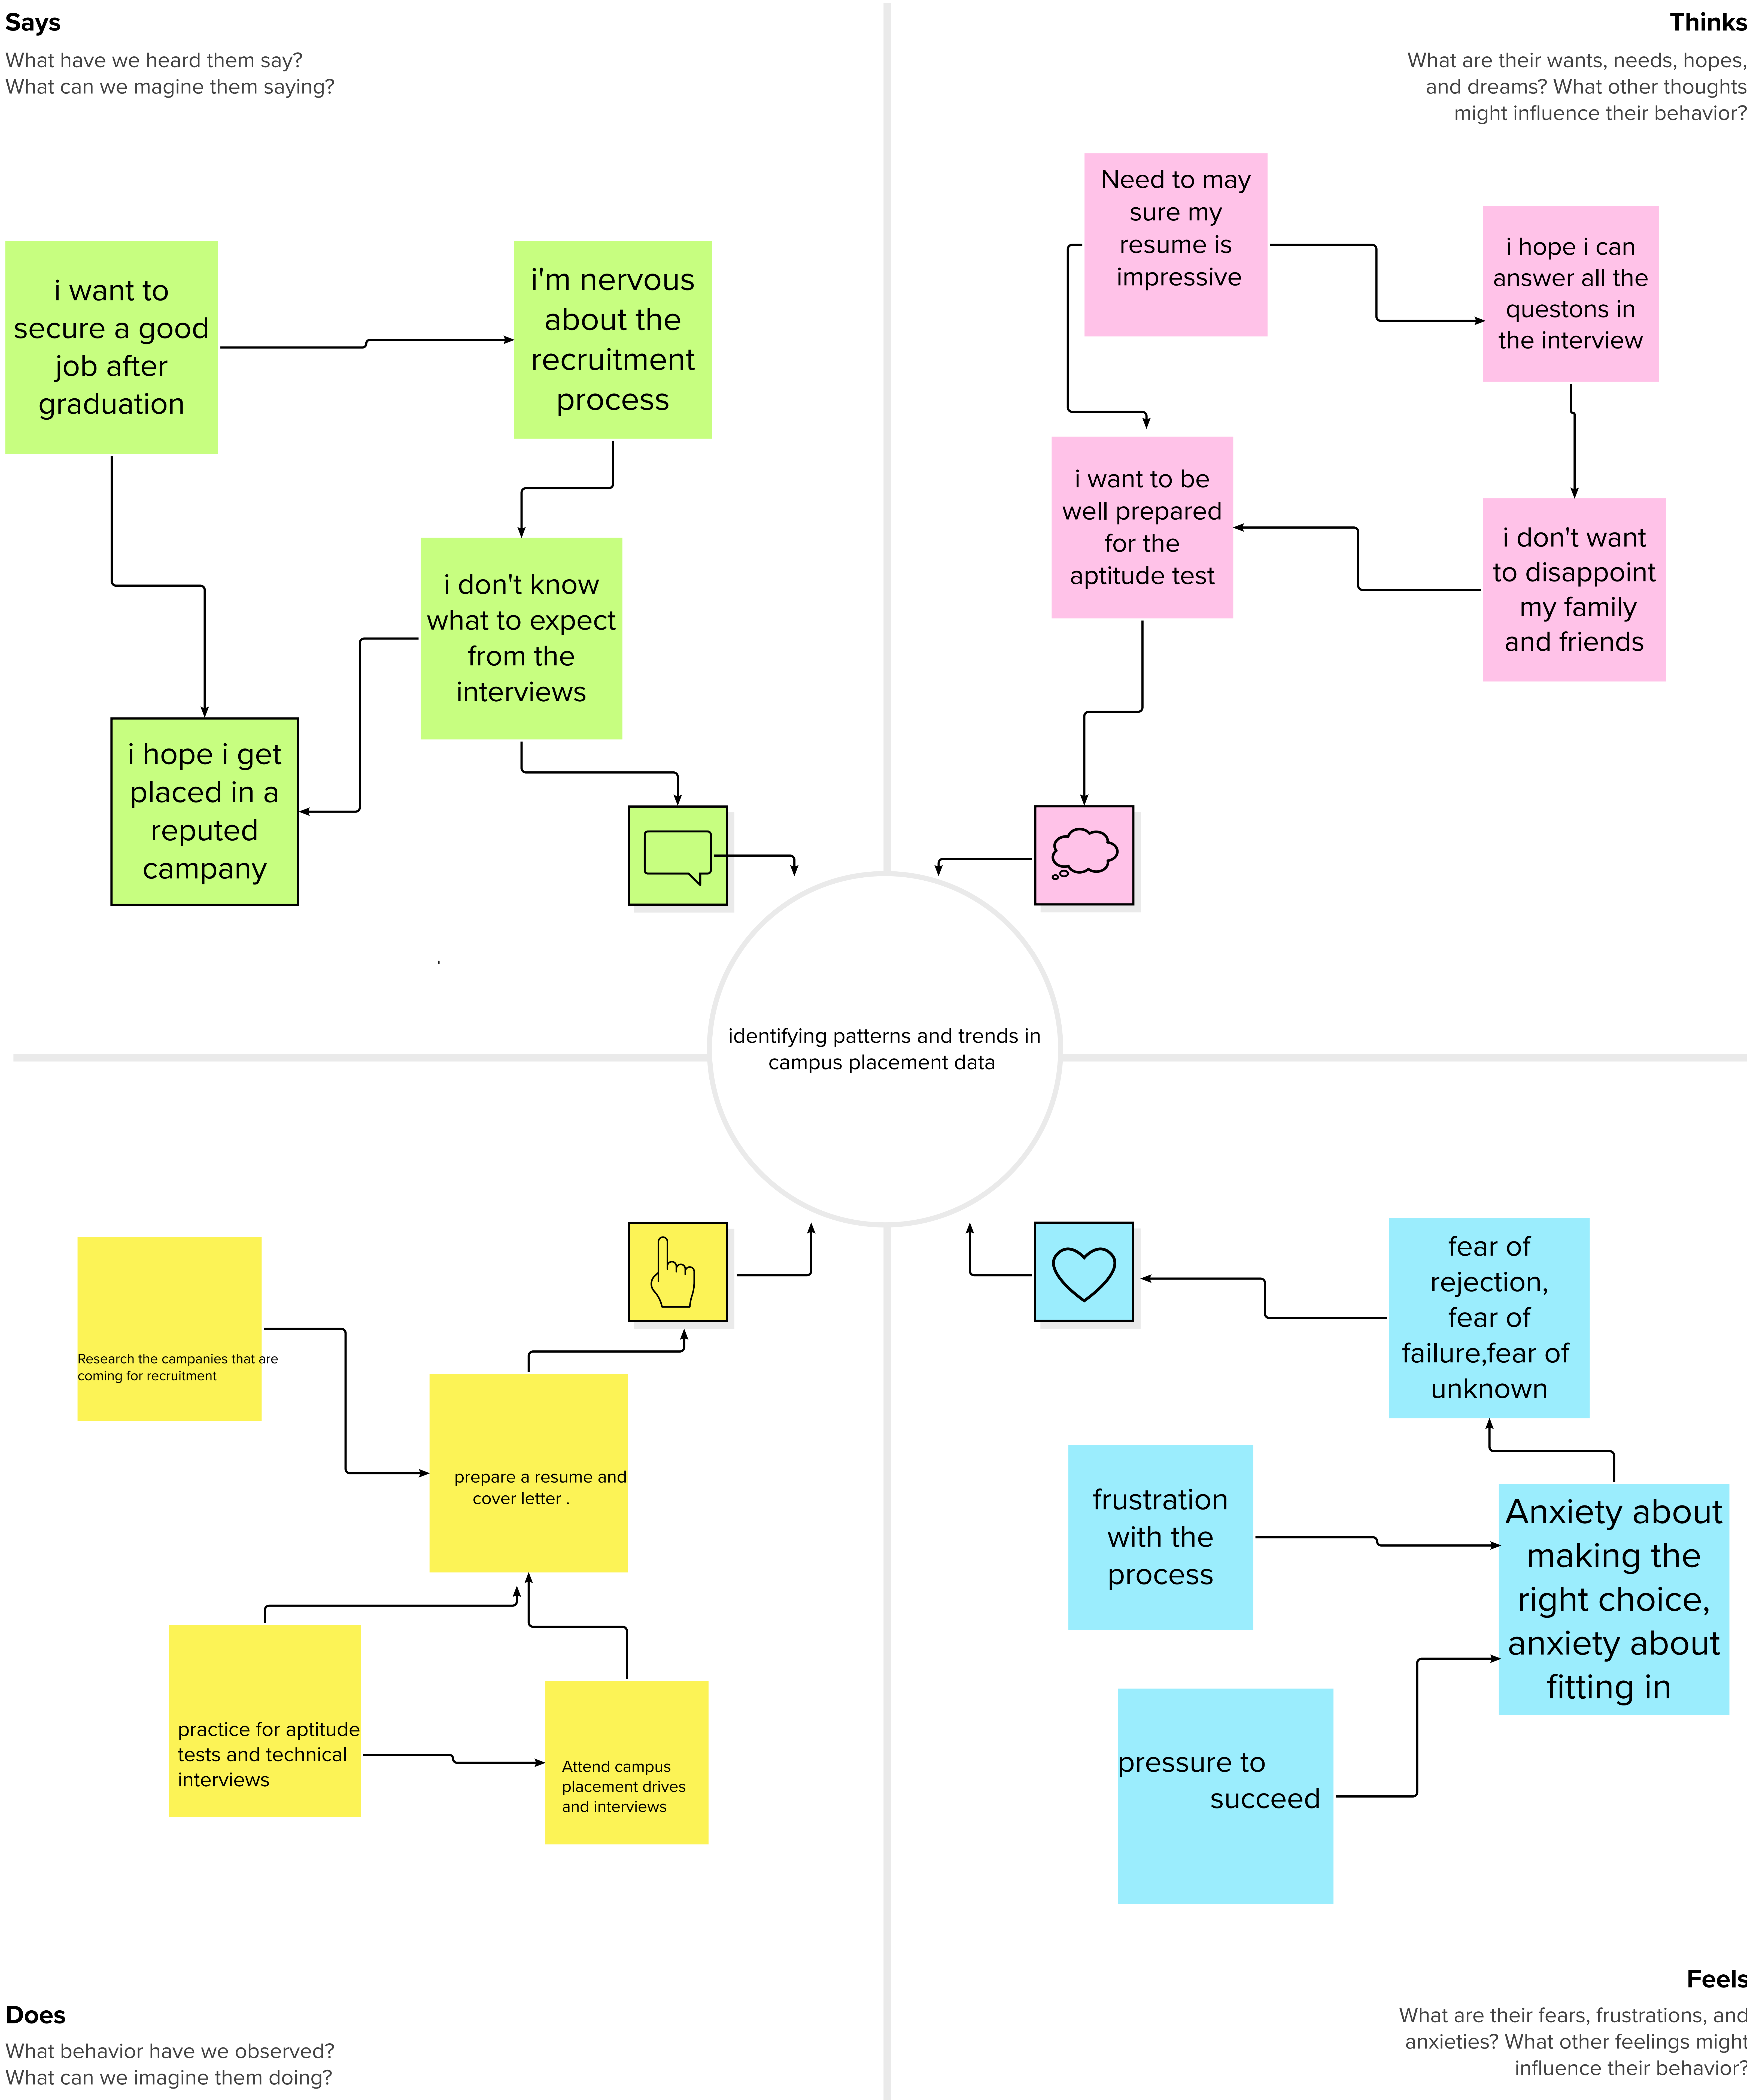 Says
What have we heard them say?
What can we magine them saying?
Thinks
What are their wants, needs, hopes,
and dreams? What other thoughts
might influence their behavior?
i want to
secure a good
job after
graduation
i'm nervous
about the
recruitment
process
i don't know
what to expect
from the
interviews
i hope i get
placed in a
reputed
campany
Need to may
sure my
resume is
impressive
i hope i can
answer all the
questons in
the interview
i want to be
well prepared
for the
aptitude test
i don't want
to disappoint
my family
and friends
identifying patterns and trends in
campus placement data
Research the campanies that are
coming for recruitment
prepare a resume and
cover letter .
practice for aptitude
tests and technical
interviews
Attend campus
placement drives
and interviews
fear of
rejection,
fear of
failure,fear of
unknown
frustration
with the
process
Anxiety about
making the
right choice,
anxiety about
fitting in
pressure to
succeed
Does
What behavior have we observed?
What can we imagine them doing?
Feels
What are their fears, frustrations, and
anxieties? What other feelings might
influence their behavior?